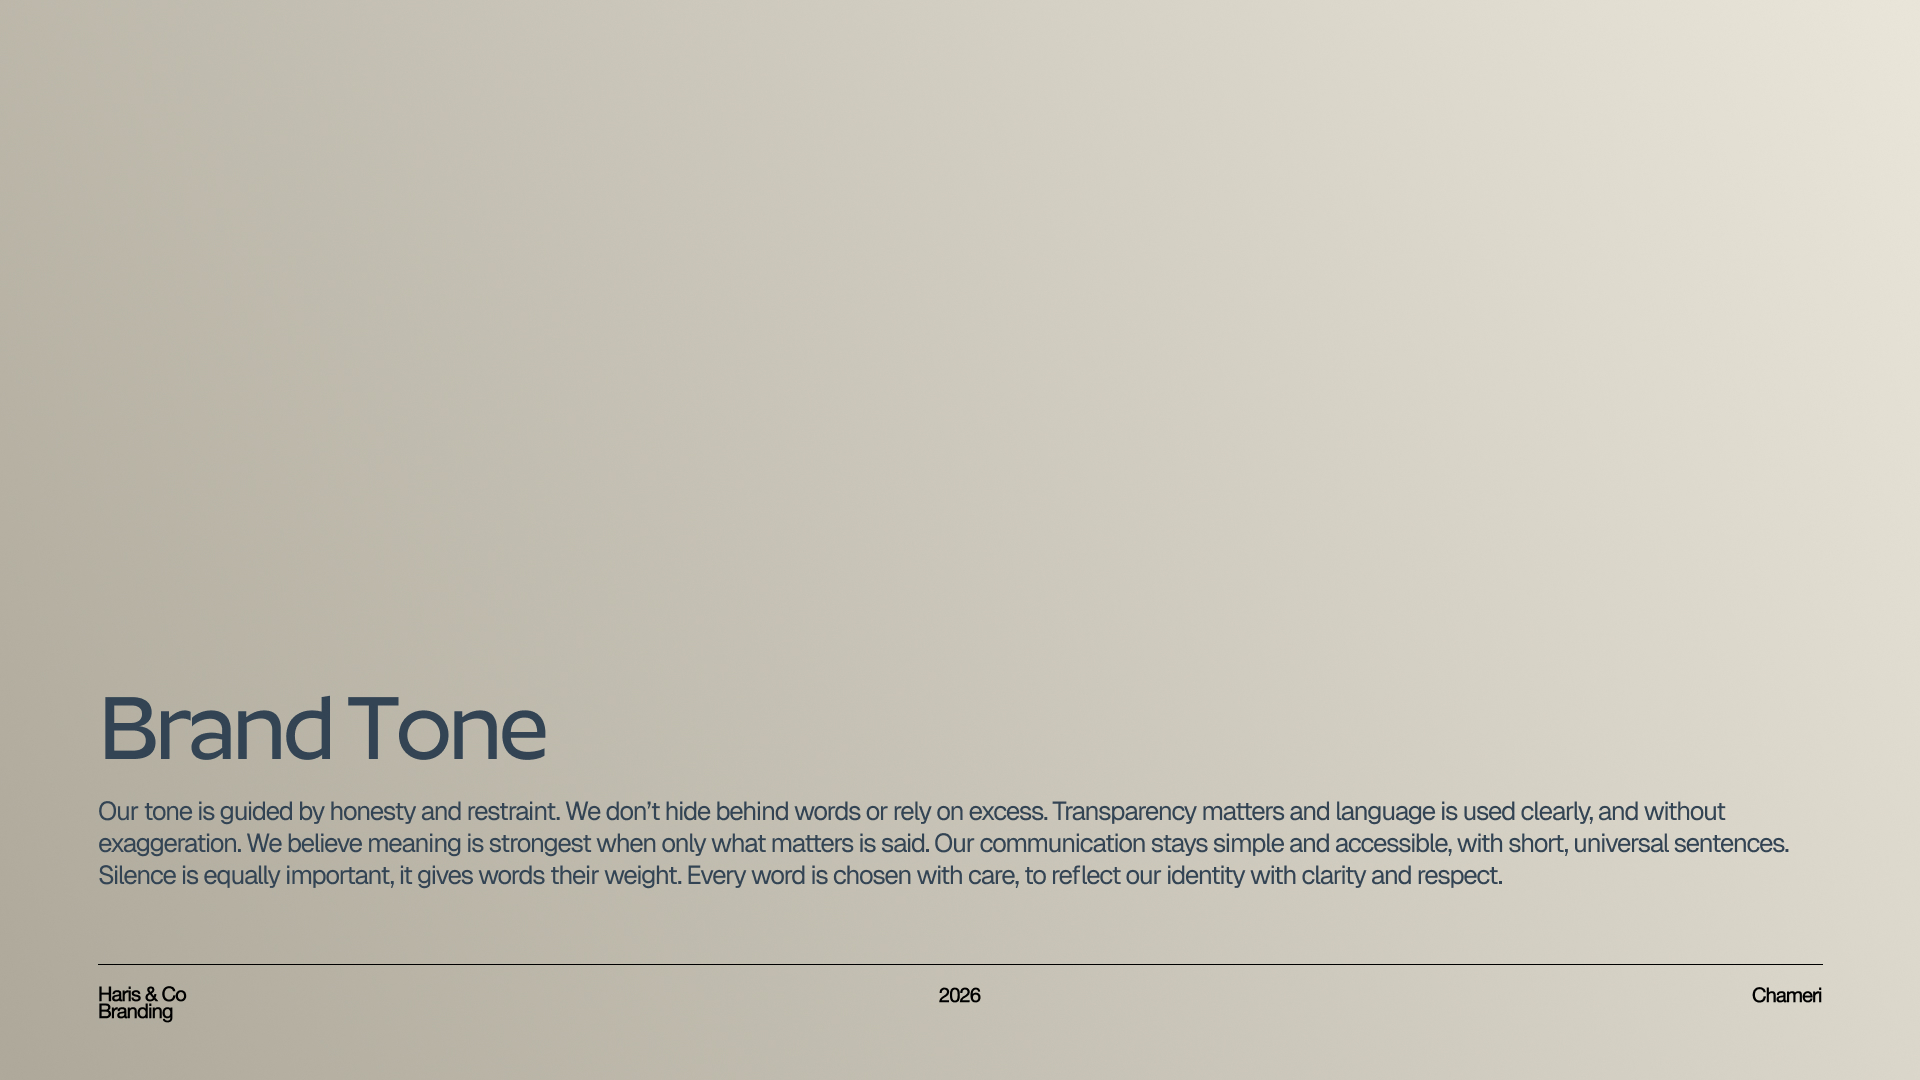 Brand Tone
Our tone is guided by honesty and restraint. We don’t hide behind words or rely on excess. Transparency matters and language is used clearly, and without
exaggeration. We believe meaning is strongest when only what matters is said. Our communication stays simple and accessible, with short, universal sentences.
Silence is equally important, it gives words their weight. Every word is chosen with care, to reflect our identity with clarity and respect.
Haris & Co
Branding
2026
Chameri